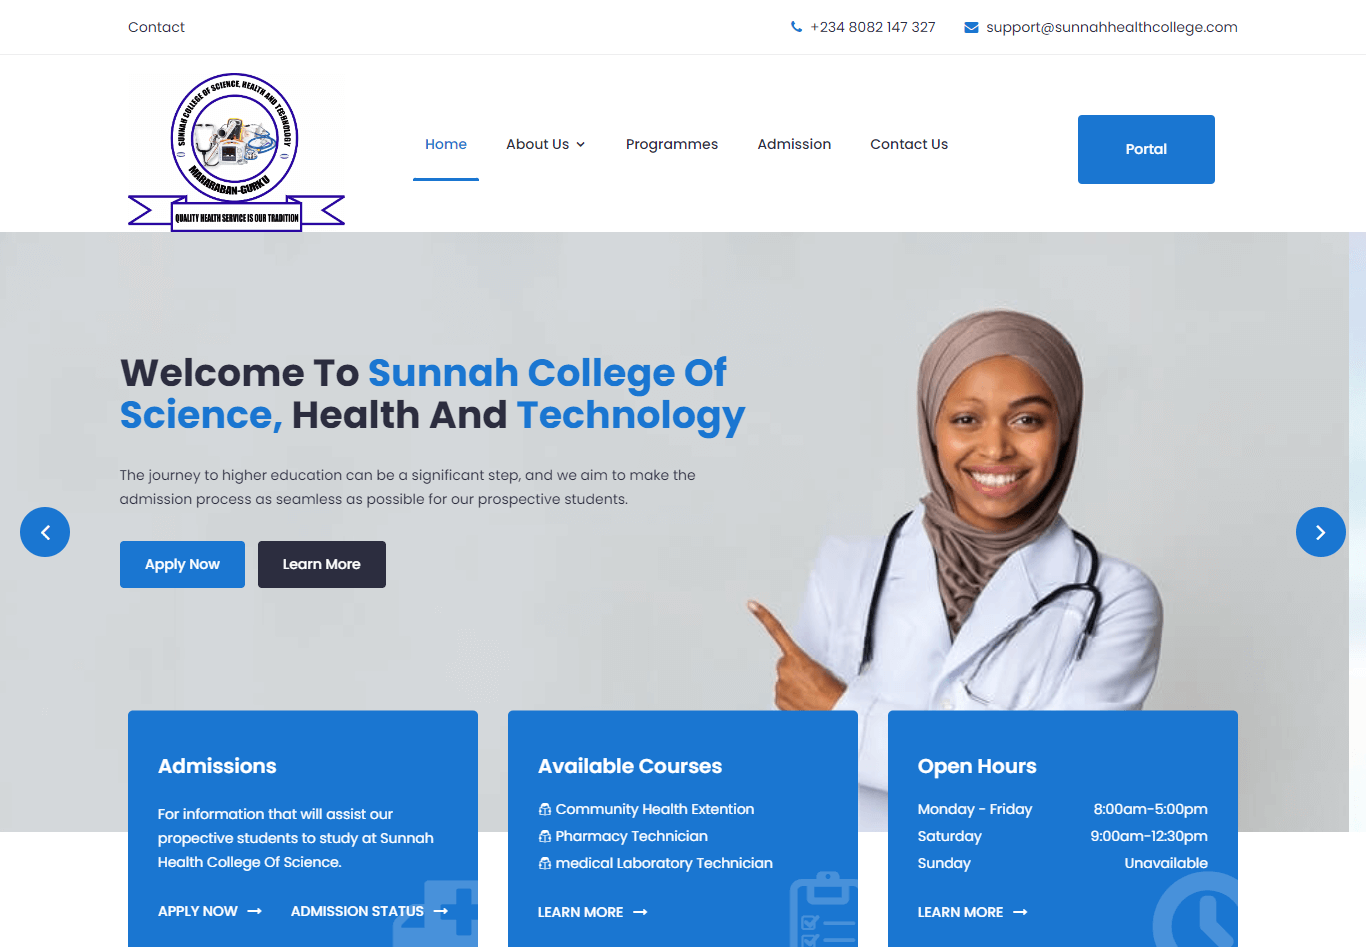 Contact
+234 8082 147 327
support@sunnahhealthcollege.com
SUNNAH COLLEGE OF SCIENCE, HEALTH AND TECHNOLOGY
MARARABAN-GURKU
QUALITY HEALTH SERVICE IS OUR TRADITION
Home
About Us
Programmes
Admission
Contact Us
Portal
Welcome To Sunnah College Of
Science, Health And Technology
The journey to higher education can be a significant step, and we aim to make the
admission process as seamless as possible for our prospective students.
Apply Now
Learn More
Admissions
For information that will assist our
propective students to study at Sunnah
Health College Of Science.
APPLY NOW
ADMISSION STATUS
Available Courses
Community Health Extention
Pharmacy Technician
medical Laboratory Technician
LEARN MORE
Open Hours
Monday - Friday 8:00am-5:00pm
Saturday 9:00am-12:30pm
Sunday Unavailable
LEARN MORE